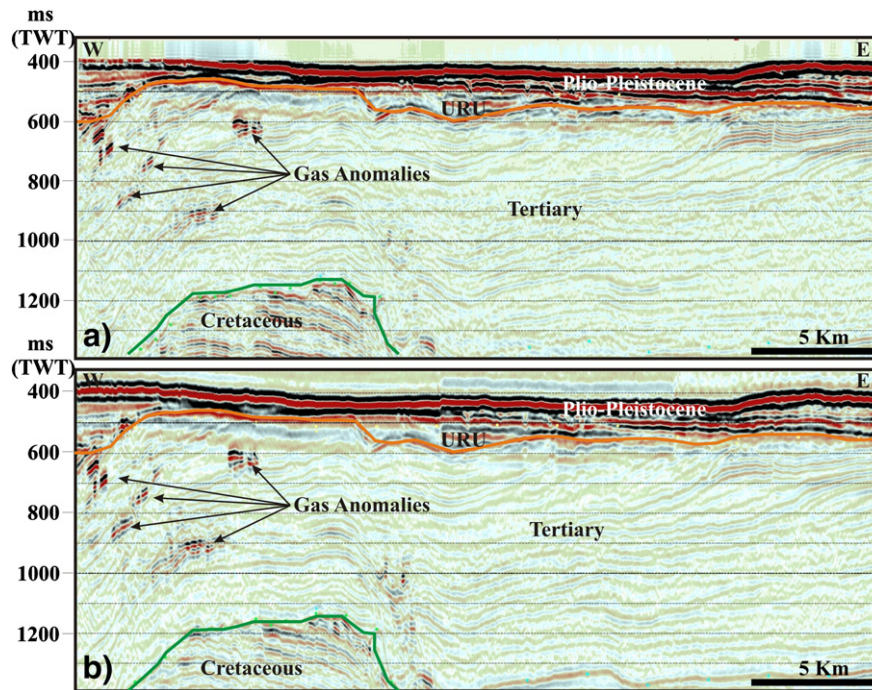 ms
(TWT)
W
E
400
Plio-Pleistocene
URU
600
Gas Anomalies
800
Tertiary
1000
1200
Cretaceous
a)
5 Km
ms
(TWT)
W
E
400
Plio-Pleistocene
URU
600
Gas Anomalies
800
Tertiary
1000
1200
Cretaceous
b)
5 Km